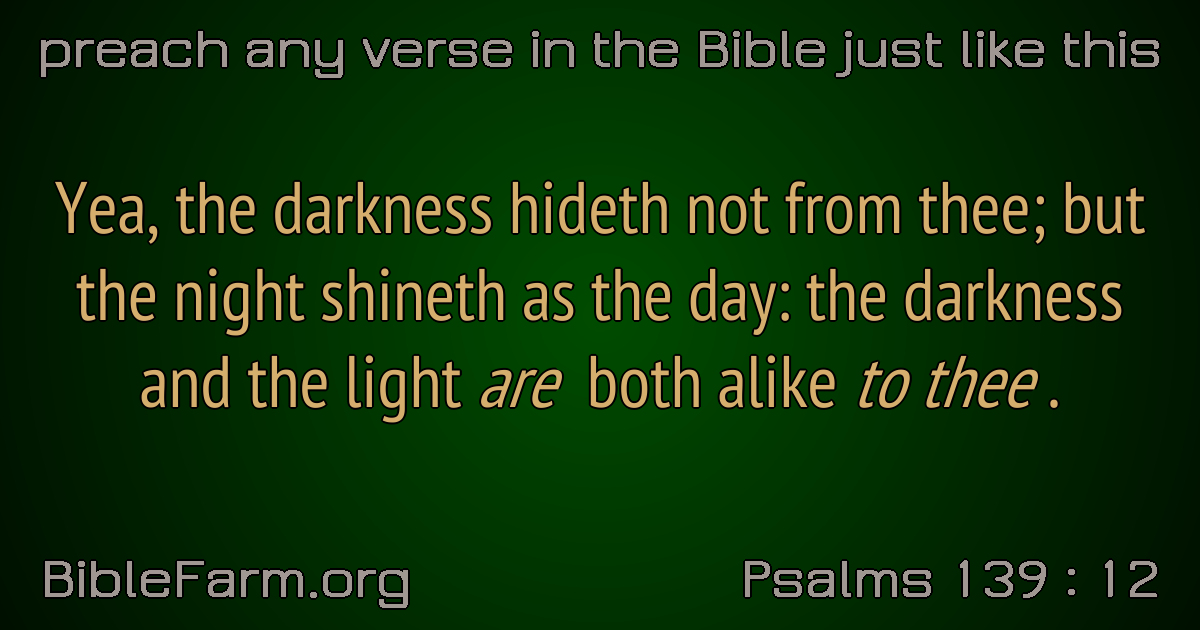 preach any verse in the Bible just like this
Yea, the darkness hideth not from thee; but
the night shineth as the day: the darkness
and the light are both alike to thee .
BibleFarm.org
Psalms 139 : 12